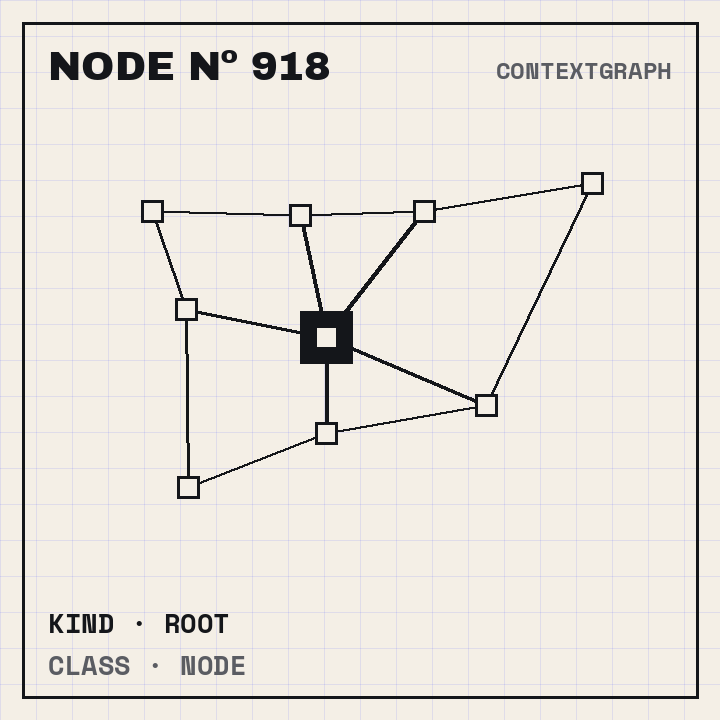 NODE Nº 918
CONTEXTGRAPH
KIND · ROOT
CLASS · NODE